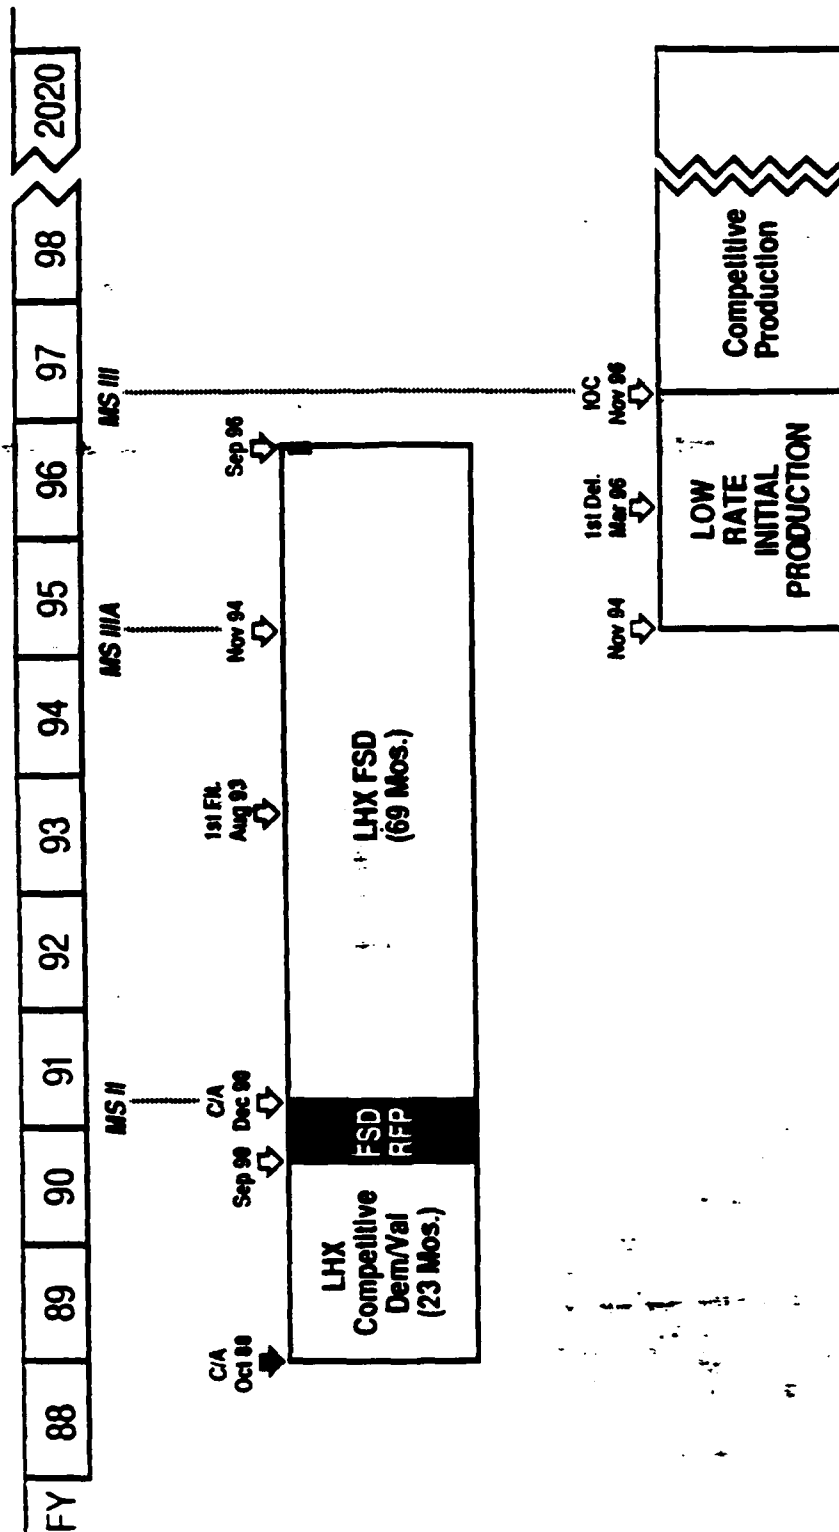 FY 88 89 90 91 92 93 94 95 96 97 98 2020
MS II
MS IIIA
MS III
C/A
Oct 88
Sep 90
C/A
Dec 90
1st Flt.
Aug 93
Nov 94
Sep 96
LHX
Competitive
Dem/Val
(23 Mos.)
FSD
RFP
LHX FSD
(69 Mos.)
Nov 94
1st Del.
Mar 96
IOC
Nov 96
LOW
RATE
INITIAL
PRODUCTION
Competitive
Production